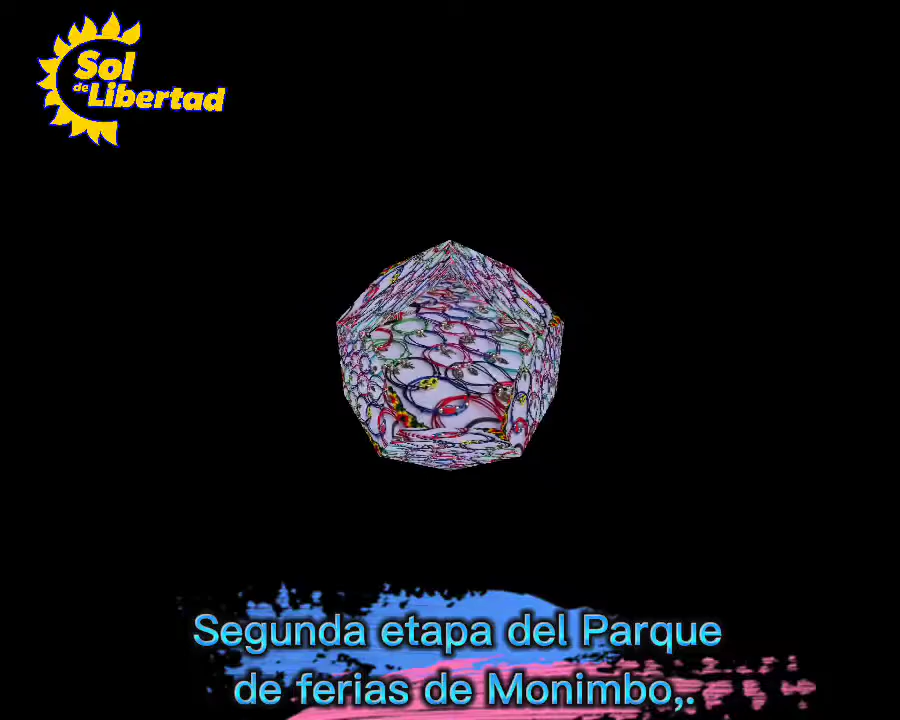 Sol
de Libertad
Segunda etapa del Parque
de ferias de Monimbo,.